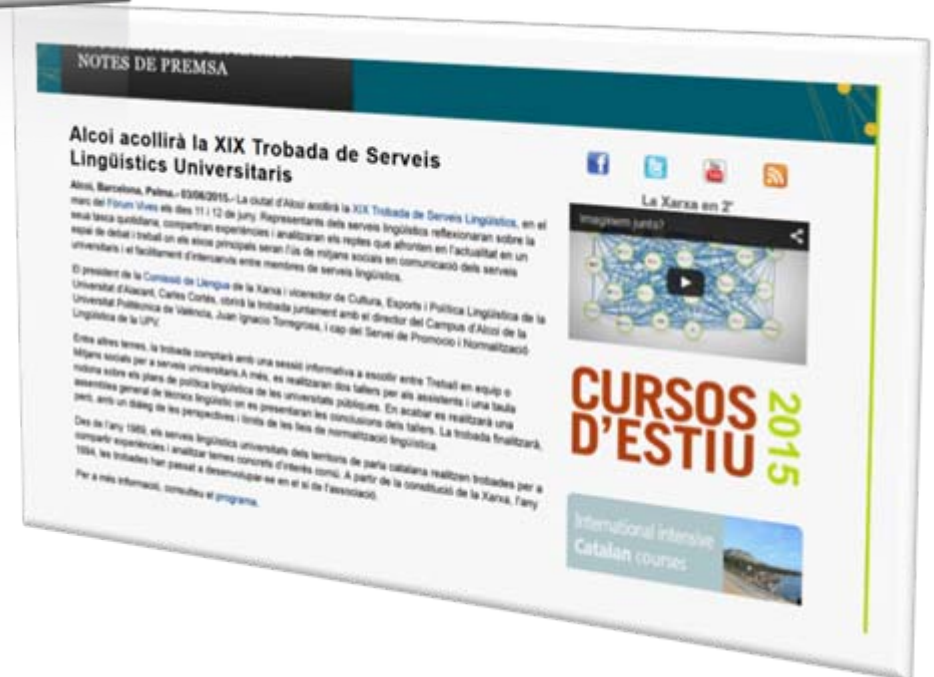 NOTES DE PREMSA
Alcoi acollirà la XIX Trobada de Serveis
Lingüístics Universitaris
Alcoi, Barcelona, Palma.- 03/06/2015.- La ciutat d'Alcoi acollirà la XIX Trobada de Serveis Lingüístics, en el
marc del Fòrum Vives els dies 11 i 12 de juny. Representants dels serveis lingüístics reflexionaran sobre la
seua tasca quotidiana, compartiran experiències i analitzaran els reptes que afronten en l'actualitat en un
espai de debat i treball on els eixos principals seran l'ús de mitjans socials en comunicació dels serveis
universitaris i el facilitament d'intercanvis entre membres de serveis lingüístics.
El president de la Comissió de Llengua de la Xarxa i vicerector de Cultura, Esports i Política Lingüística de la
Universitat d'Alacant, Carles Cortés, obrirà la trobada juntament amb el director del Campus d'Alcoi de la
Universitat Politècnica de València, Juan Ignacio Torregrosa, i cap del Servei de Promoció i Normalització
Lingüística de la UPV.
Entre altres temes, la trobada comptarà amb una sessió informativa a escollir entre Treball en equip o
Mitjans socials per a serveis universitaris.A més, es realitzaran dos tallers per als assistents i una taula
rodona sobre els plans de política lingüística de les universitats públiques. En acabar es realitzarà una
assemblea general de tècnics lingüístic on es presentaran les conclusions dels tallers. La trobada finalitzarà,
però, amb un diàleg de les perspectives i límits de les lleis de normalització lingüística.
Des de l'any 1989, els serveis lingüístics universitats dels territoris de parla catalana realitzen trobades per a
compartir experiències i analitzar temes concrets d'interés comú. A partir de la constitució de la Xarxa, l'any
1994, les trobades han passat a desenvolupar-se en el si de l'associació.
Per a més informació, consulteu el programa.
La Xarxa en 2'
Imaginem junts?
CURSOS
D'ESTIU
2015
International intensive
Catalan courses